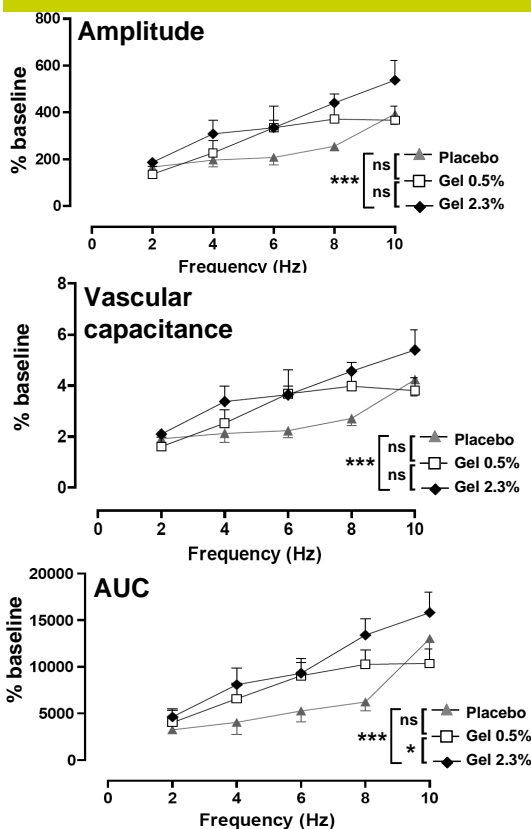 Amplitude
% baseline
800
600
400
200
0
0 2 4 6 8 10
Frequency (Hz)
*** ns ns
Placebo
Gel 0.5%
Gel 2.3%
Vascular
capacitance
% baseline
8
6
4
2
0
0 2 4 6 8 10
Frequency (Hz)
*** ns ns
Placebo
Gel 0.5%
Gel 2.3%
AUC
% baseline
20000
15000
10000
5000
0
0 2 4 6 8 10
Frequency (Hz)
*** ns *
Placebo
Gel 0.5%
Gel 2.3%